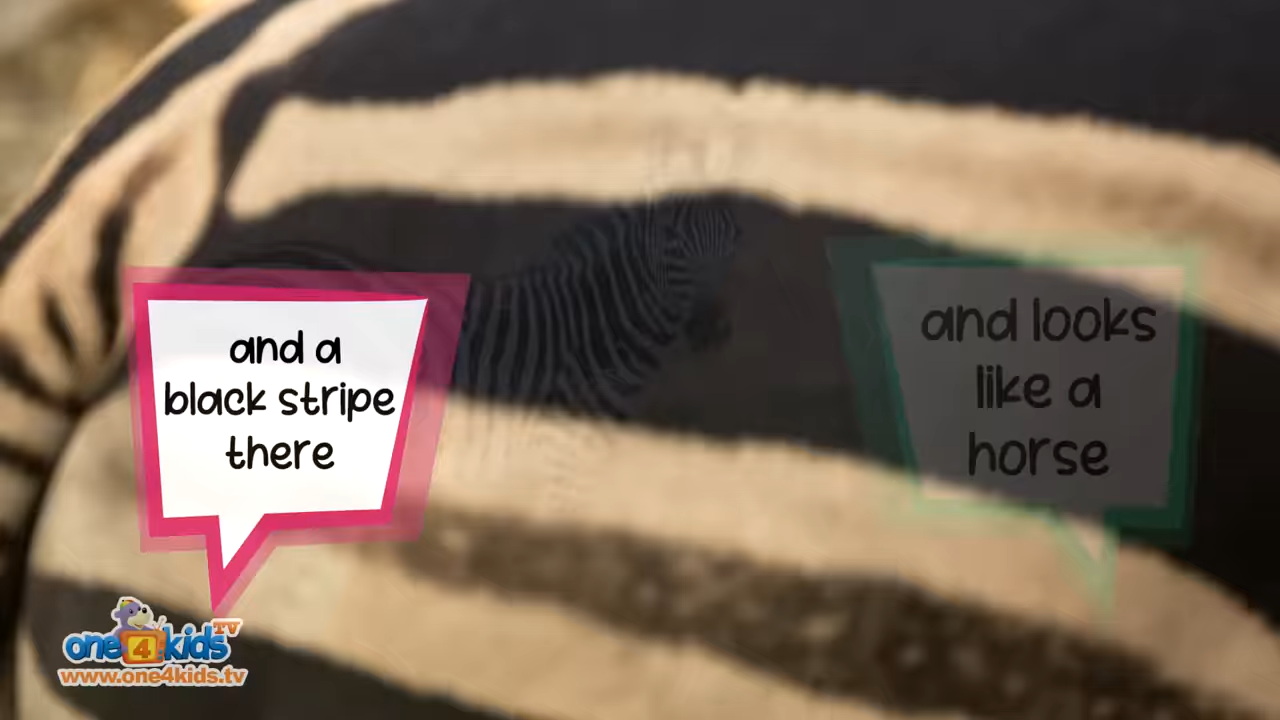 and a
black stripe
there
and looks
like a
horse
one4kids TV
www.one4kids.tv